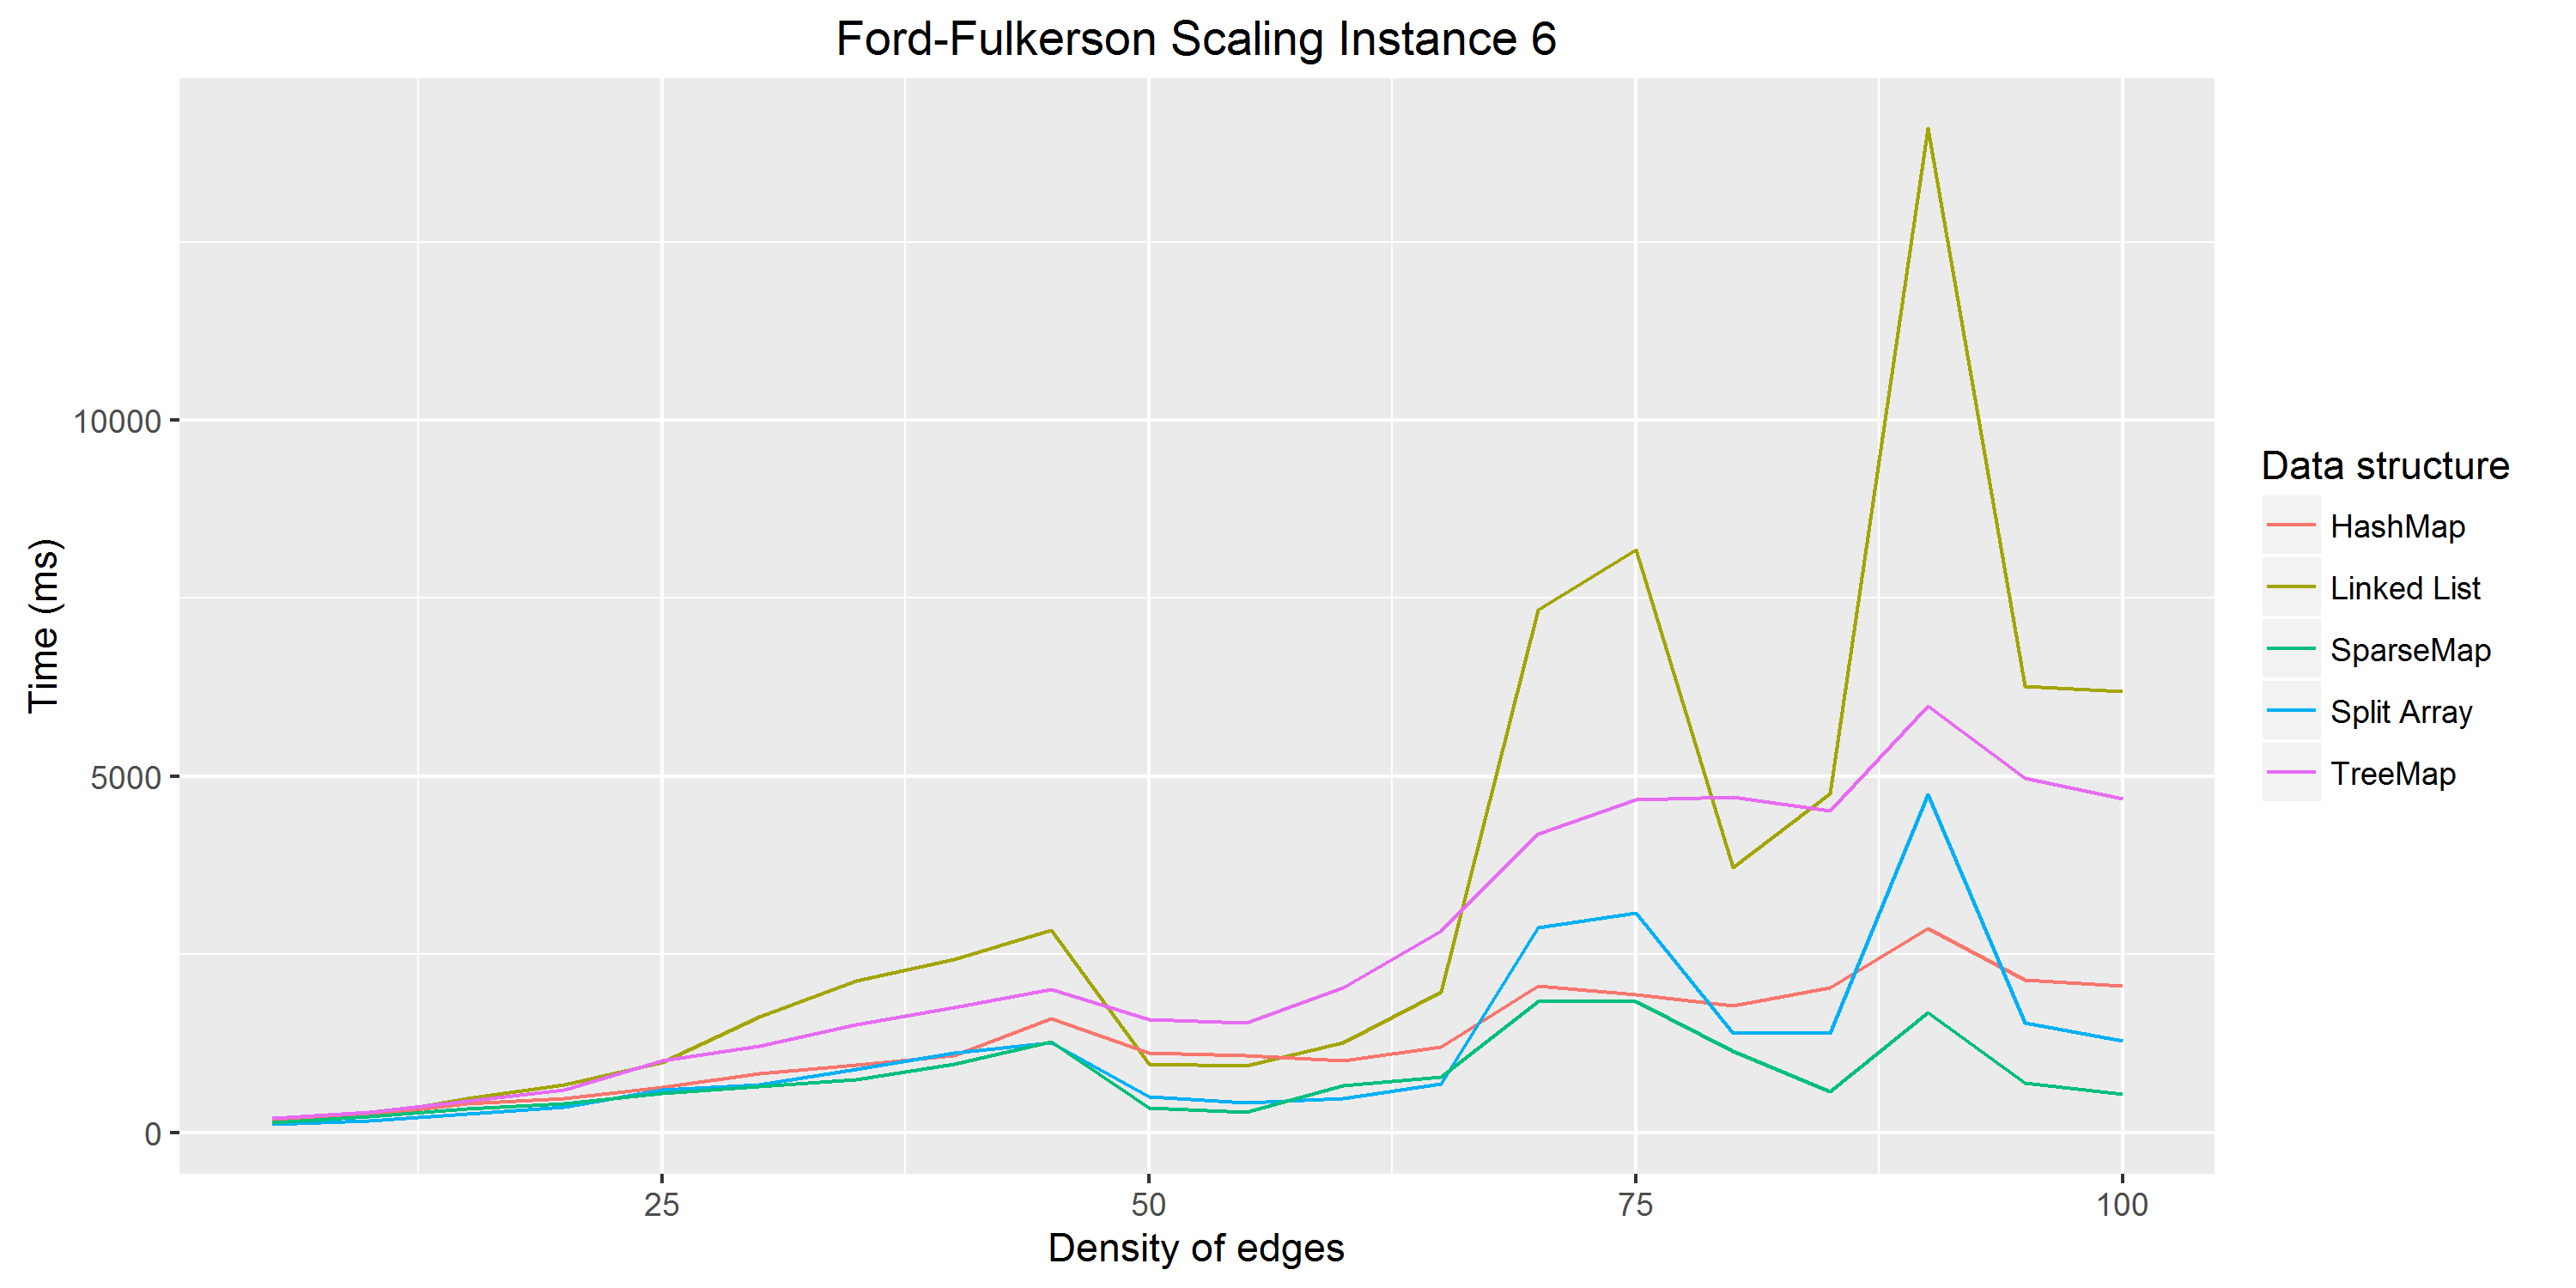 Ford-Fulkerson Scaling Instance 6
Time (ms)
10000
5000
0
25
50
75
100
Density of edges
Data structure
HashMap
Linked List
SparseMap
Split Array
TreeMap